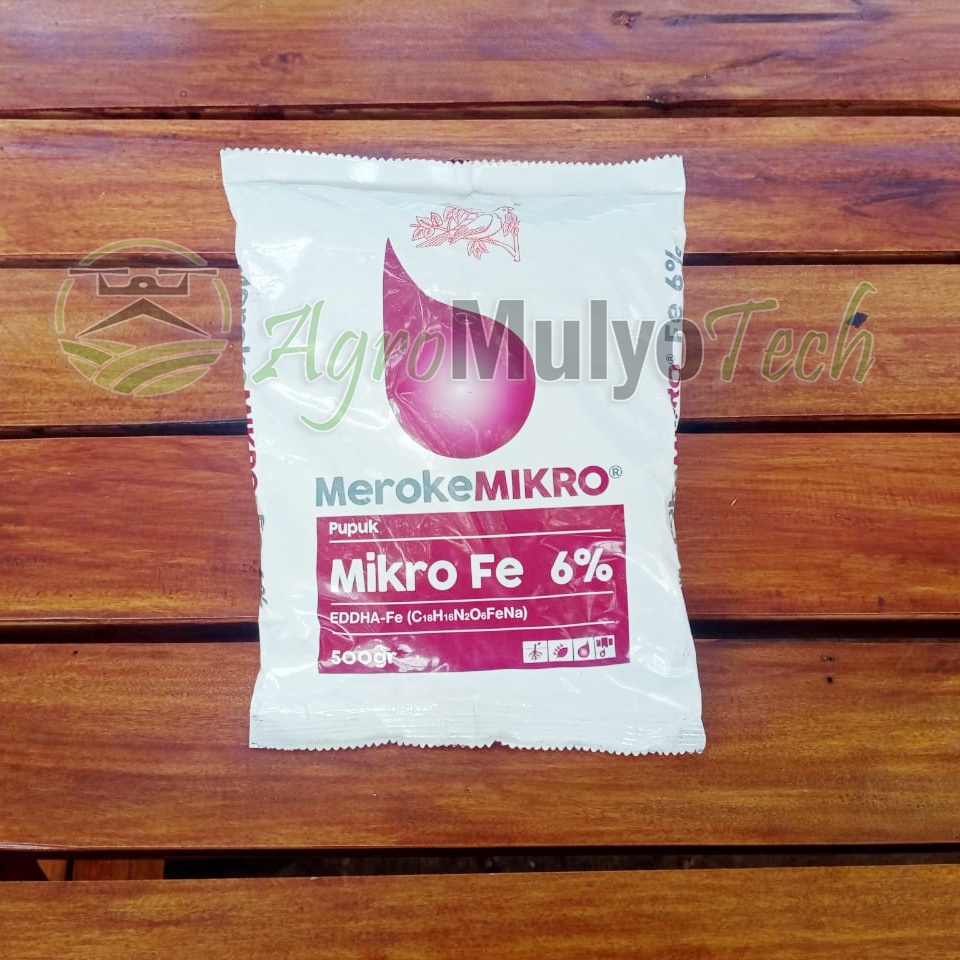 AgroMulyoTech
MerokeMIKRO®
Pupuk
Mikro Fe 6%
EDDHA-Fe (C₁₈H₁₆N₂O₆FeNa)
500gr
Fe 6%